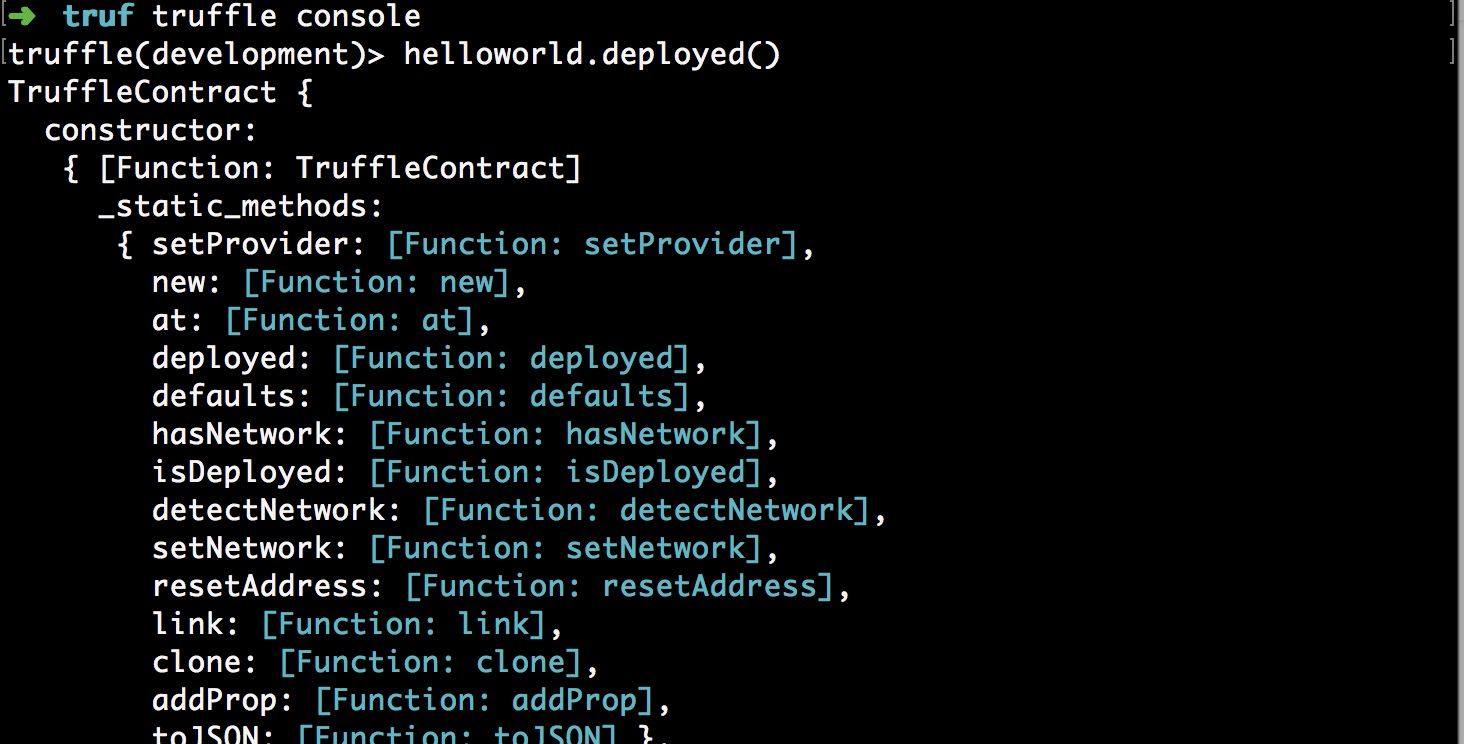 ➜  truf truffle console
truffle(development)> helloworld.deployed()
TruffleContract {
  constructor:
   { [Function: TruffleContract]
     _static_methods:
      { setProvider: [Function: setProvider],
        new: [Function: new],
        at: [Function: at],
        deployed: [Function: deployed],
        defaults: [Function: defaults],
        hasNetwork: [Function: hasNetwork],
        isDeployed: [Function: isDeployed],
        detectNetwork: [Function: detectNetwork],
        setNetwork: [Function: setNetwork],
        resetAddress: [Function: resetAddress],
        link: [Function: link],
        clone: [Function: clone],
        addProp: [Function: addProp],
        toJSON: [Function: toJSON] },